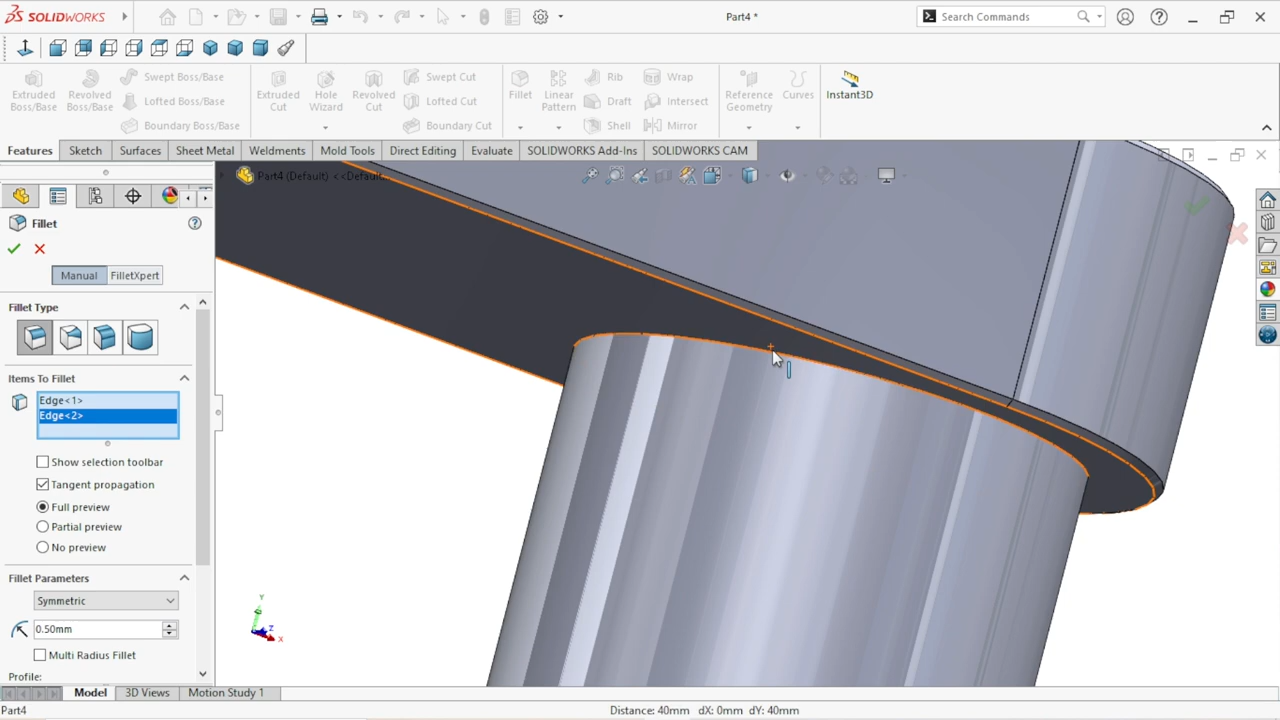 SOLIDWORKS
Part4 *
Search Commands
Extruded Boss/Base
Revolved Boss/Base
Swept Boss/Base
Lofted Boss/Base
Boundary Boss/Base
Extruded Cut
Hole Wizard
Revolved Cut
Swept Cut
Lofted Cut
Boundary Cut
Fillet
Linear Pattern
Rib
Draft
Shell
Wrap
Intersect
Mirror
Reference Geometry
Curves
Instant3D
Features
Sketch
Surfaces
Sheet Metal
Weldments
Mold Tools
Direct Editing
Evaluate
SOLIDWORKS Add-Ins
SOLIDWORKS CAM
Part4 (Default) <<Default...
Fillet
Manual
FilletXpert
Fillet Type
Items To Fillet
Edge<1>
Edge<2>
Show selection toolbar
Tangent propagation
Full preview
Partial preview
No preview
Fillet Parameters
Symmetric
0.50mm
Multi Radius Fillet
Profile:
Y
Z
X
Model
3D Views
Motion Study 1
Part4
Distance: 40mm dX: 0mm dY: 40mm